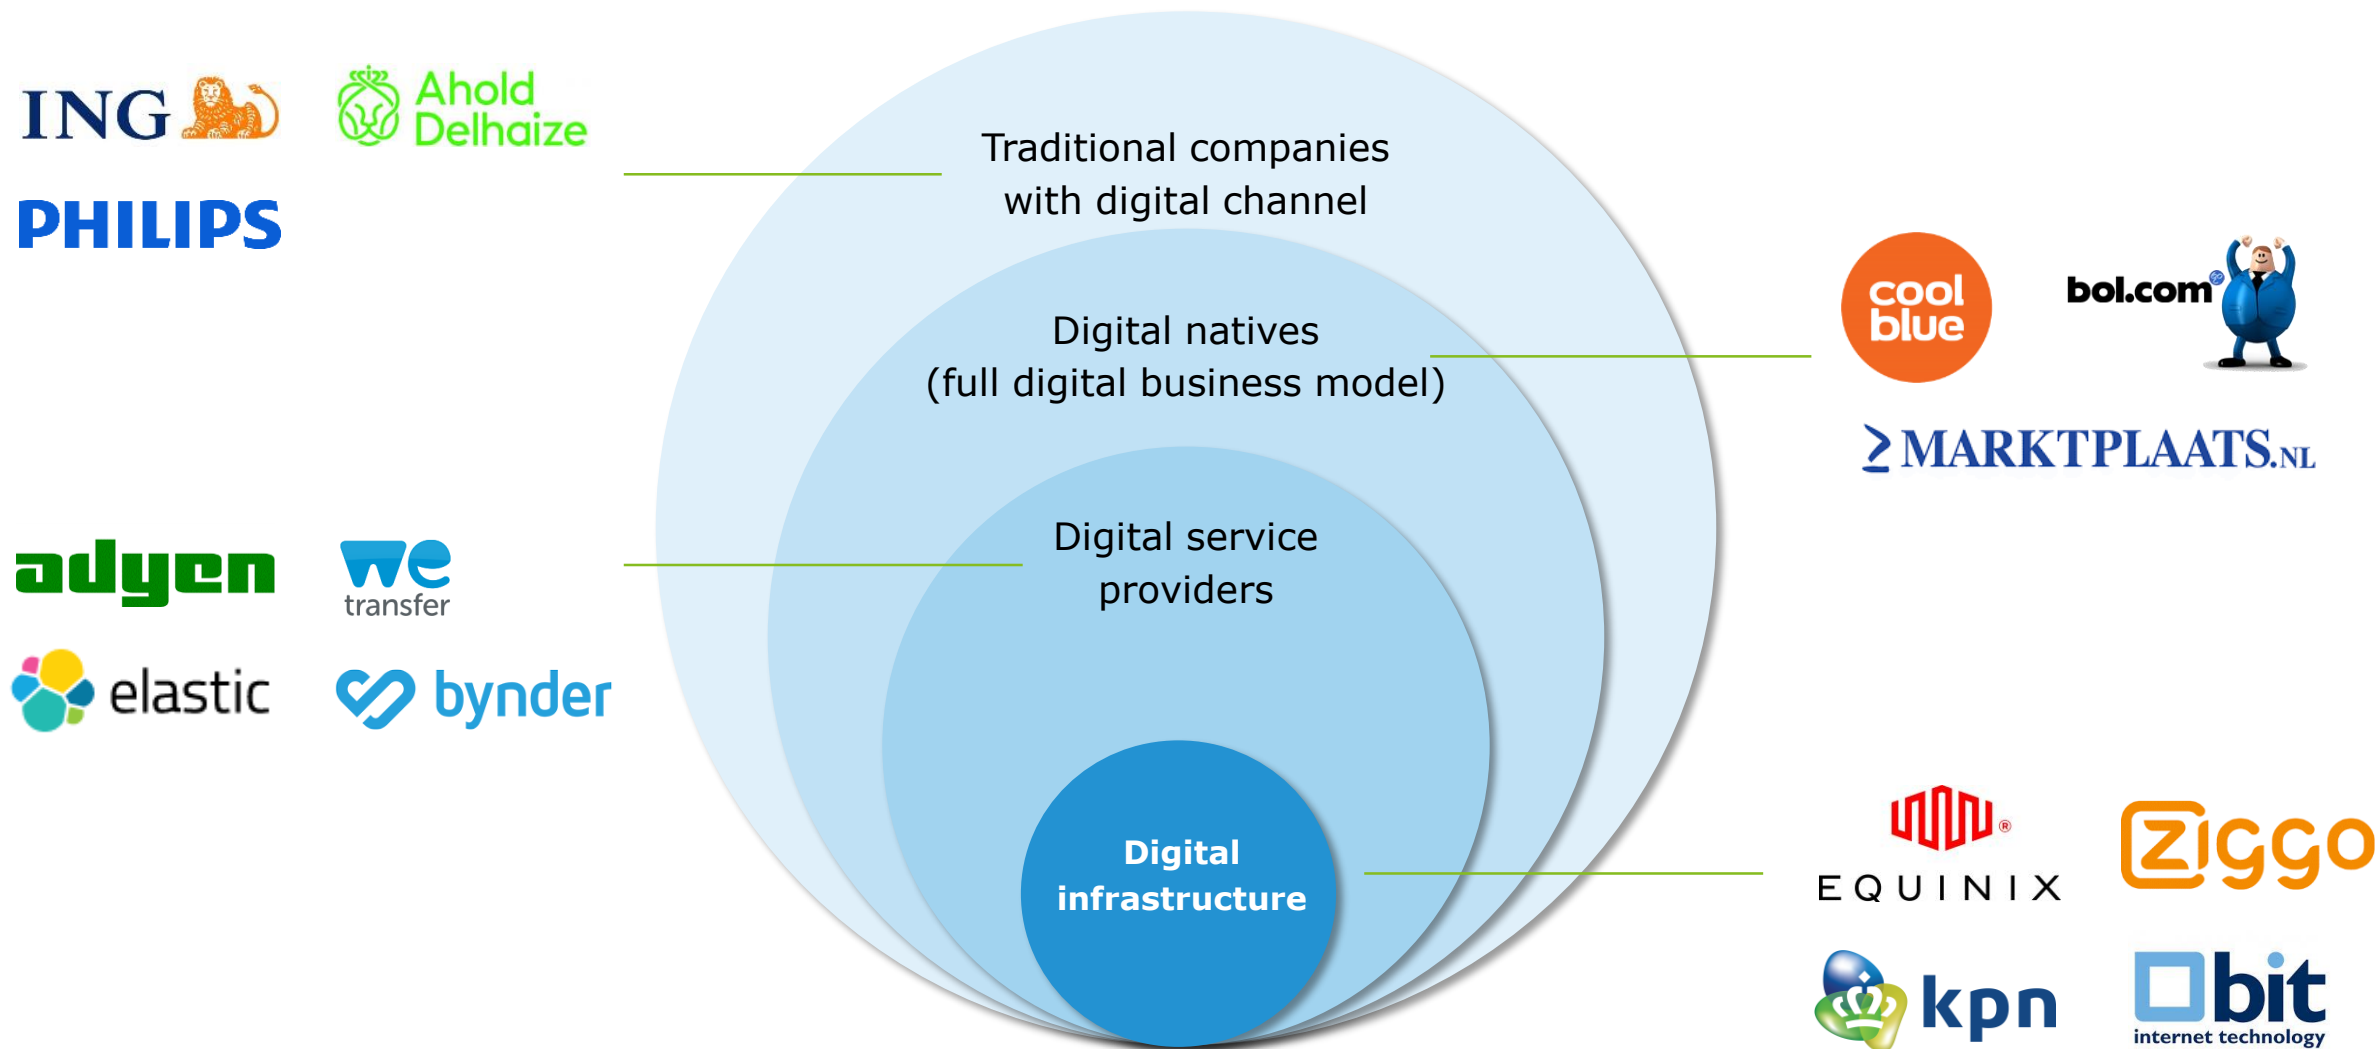 ING
Ahold
Delhaize
PHILIPS
Traditional companies
with digital channel
cool
blue
bol.com
Digital natives
(full digital business model)
MARKTPLAATS.NL
adyen
we
transfer
elastic
bynder
Digital service
providers
Digital
infrastructure
EQUINIX
®
ziggo
kpn
bit
internet technology